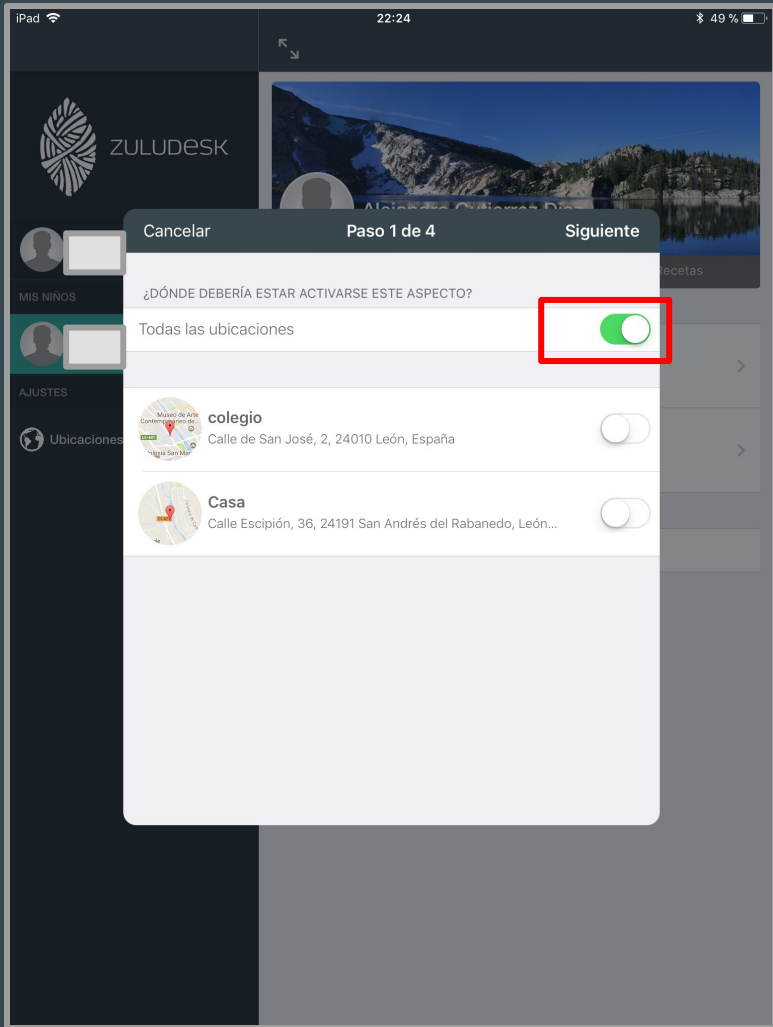 iPad 22:24 49 %
ZULUDESK
Cancelar Paso 1 de 4 Siguiente
Recetas
MIS NIÑOS
¿DÓNDE DEBERÍA ESTAR ACTIVARSE ESTE ASPECTO?
Todas las ubicaciones
AJUSTES
Ubicaciones
colegio
Calle de San José, 2, 24010 León, España
Casa
Calle Escipión, 36, 24191 San Andrés del Rabanedo, León...